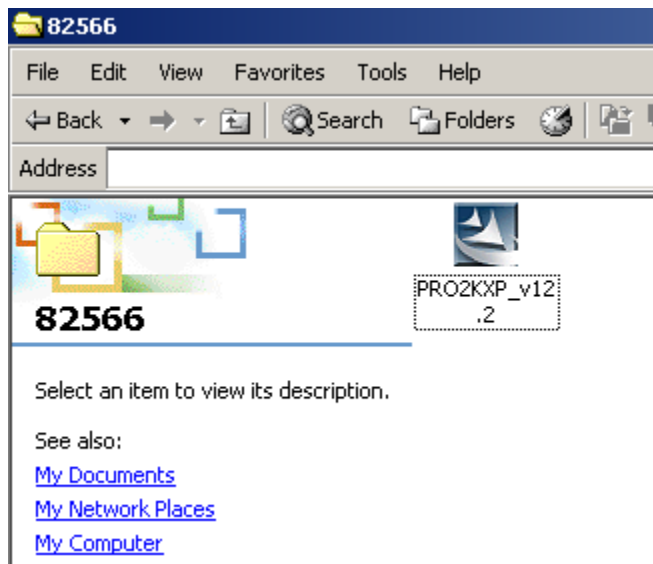 82566
File Edit View Favorites Tools Help
Back Search Folders
Address
82566
PRO2KXP_v12
.2
Select an item to view its description.
See also:
My Documents
My Network Places
My Computer